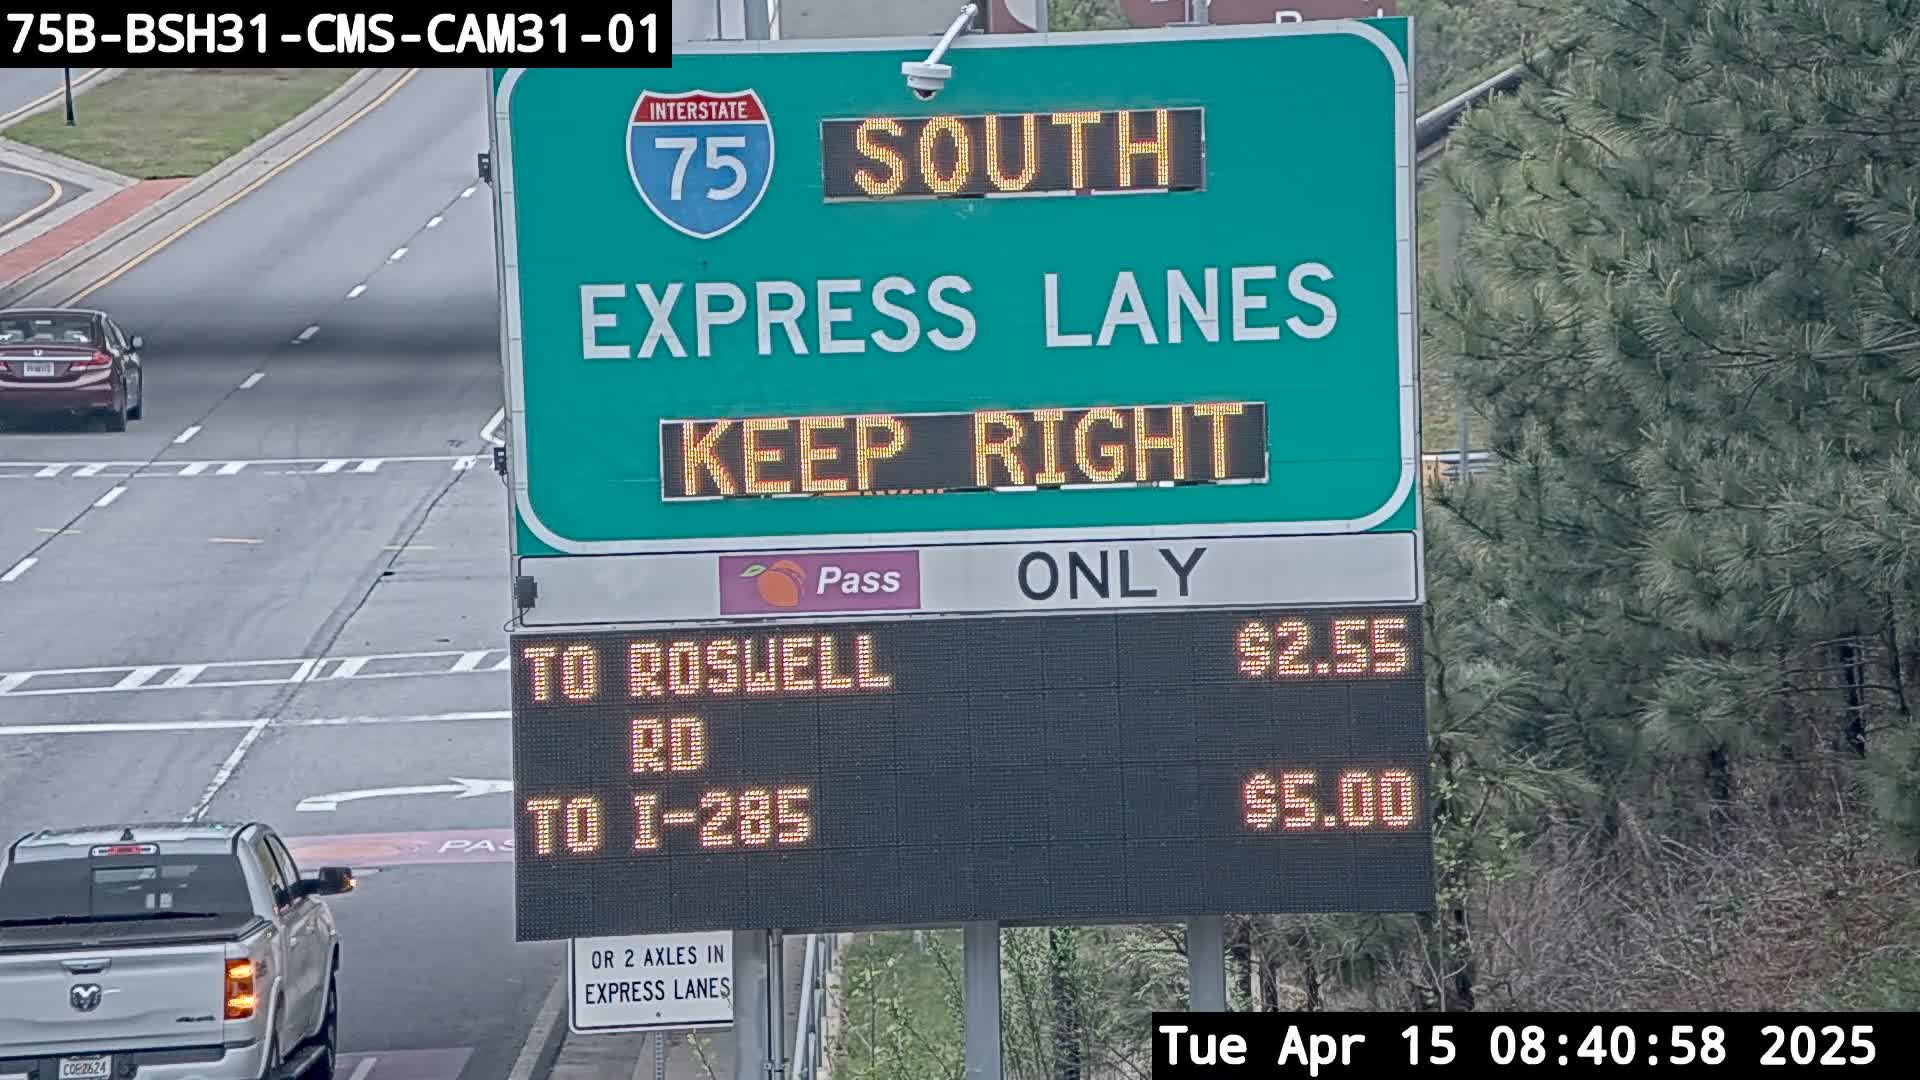 75B-BSH31-CMS-CAM31-01
INTERSTATE
75
SOUTH
EXPRESS LANES
KEEP RIGHT
Pass ONLY
TO ROSWELL $2.55
RD
TO I-285 $5.00
OR 2 AXLES IN
EXPRESS LANES
Tue Apr 15 08:40:58 2025